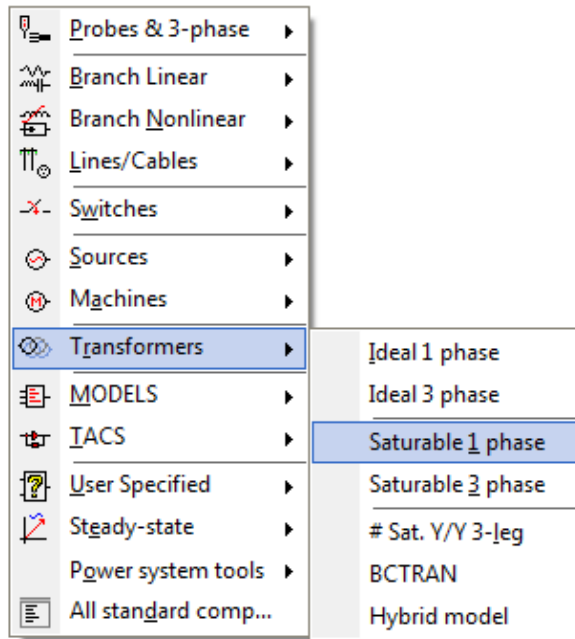 Probes & 3-phase
Branch Linear
Branch Nonlinear
Lines/Cables
Switches
Sources
Machines
Transformers
MODELS
TACS
User Specified
Steady-state
Power system tools
All standard comp...
Ideal 1 phase
Ideal 3 phase
Saturable 1 phase
Saturable 3 phase
# Sat. Y/Y 3-leg
BCTRAN
Hybrid model